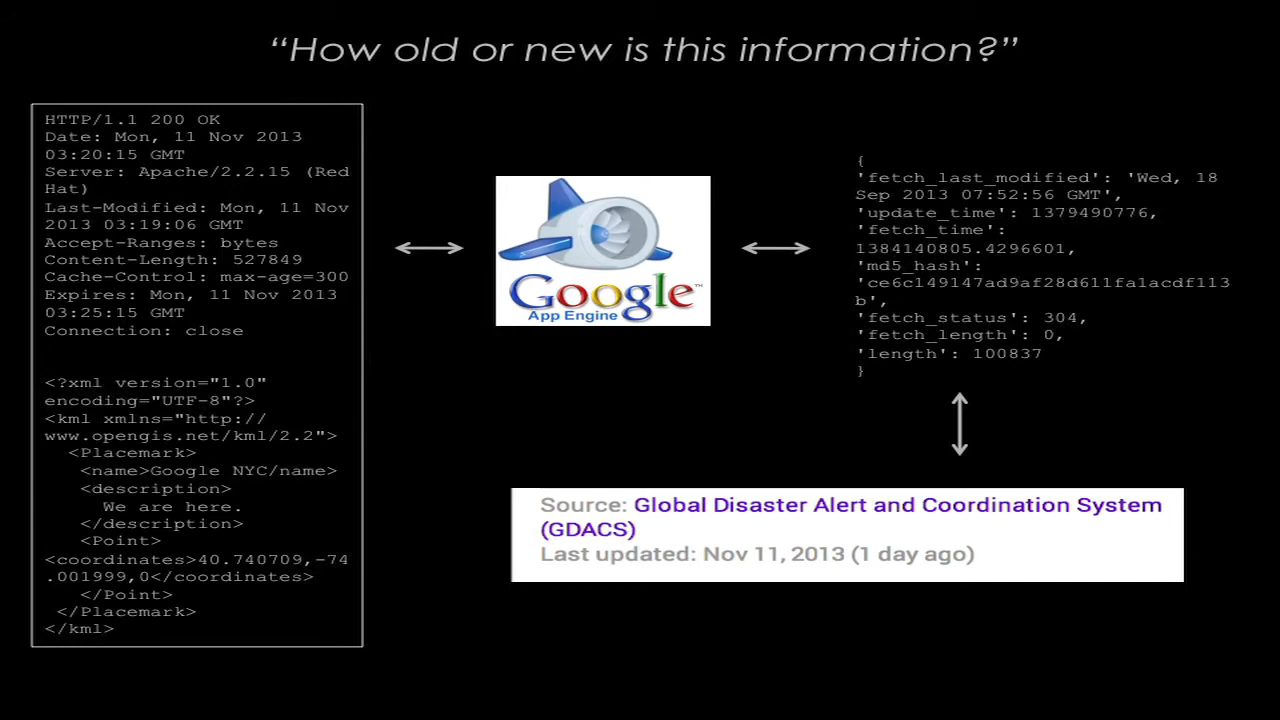 “How old or new is this information?”
HTTP/1.1 200 OK
Date: Mon, 11 Nov 2013
03:20:15 GMT
Server: Apache/2.2.15 (Red
Hat)
Last-Modified: Mon, 11 Nov
2013 03:19:06 GMT
Accept-Ranges: bytes
Content-Length: 527849
Cache-Control: max-age=300
Expires: Mon, 11 Nov 2013
03:25:15 GMT
Connection: close
<?xml version="1.0"
encoding="UTF-8"?>
<kml xmlns="http://
www.opengis.net/kml/2.2">
<Placemark>
<name>Google NYC/name>
<description>
We are here.
</description>
<Point>
<coordinates>40.740709,-74
.001999,0</coordinates>
</Point>
</Placemark>
</kml>
Google™
App Engine
{
'fetch_last_modified': 'Wed, 18
Sep 2013 07:52:56 GMT',
'update_time': 1379490776,
'fetch_time':
1384140805.4296601,
'md5_hash':
'ce6c149147ad9af28d611fa1acdf113
b',
'fetch_status': 304,
'fetch_length': 0,
'length': 100837
}
Source: Global Disaster Alert and Coordination System
(GDACS)
Last updated: Nov 11, 2013 (1 day ago)